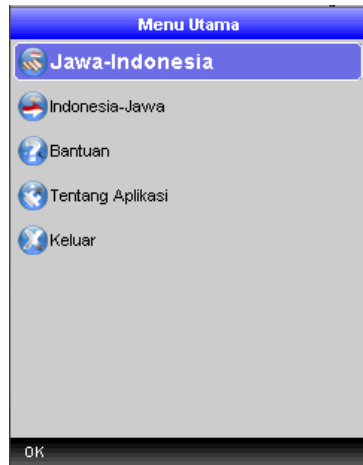 Menu Utama
Jawa-Indonesia
Indonesia-Jawa
Bantuan
Tentang Aplikasi
Keluar
OK